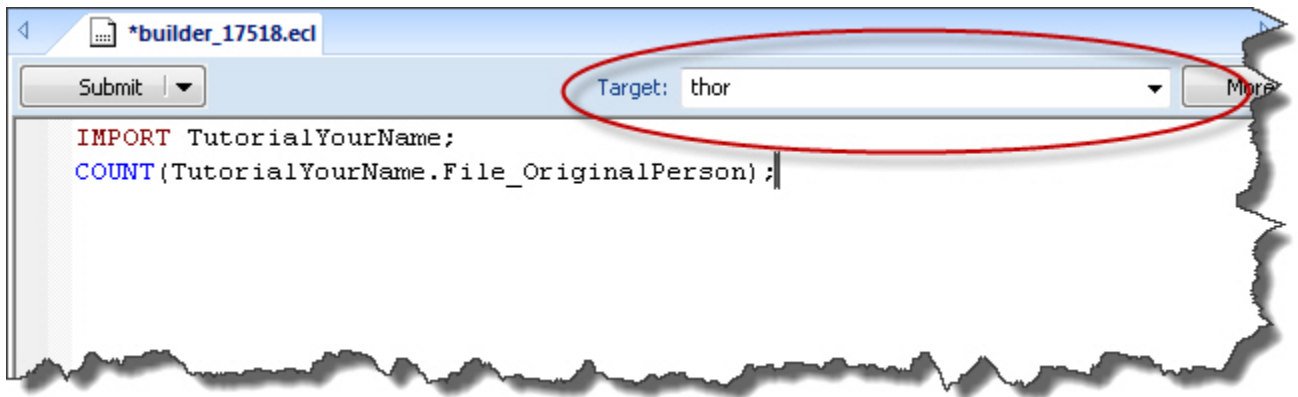 *builder_17518.ecl
Submit Target: thor More
IMPORT TutorialYourName;
COUNT(TutorialYourName.File_OriginalPerson);